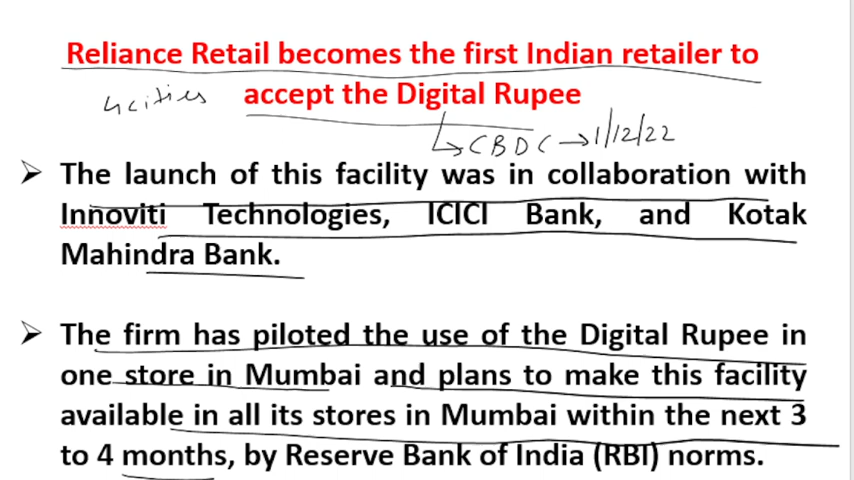 Reliance Retail becomes the first Indian retailer to
4cities accept the Digital Rupee
↳ CBDC → 1/12/22
➢ The launch of this facility was in collaboration with
Innoviti Technologies, ICICI Bank, and Kotak
Mahindra Bank.
➢ The firm has piloted the use of the Digital Rupee in
one store in Mumbai and plans to make this facility
available in all its stores in Mumbai within the next 3
to 4 months, by Reserve Bank of India (RBI) norms.